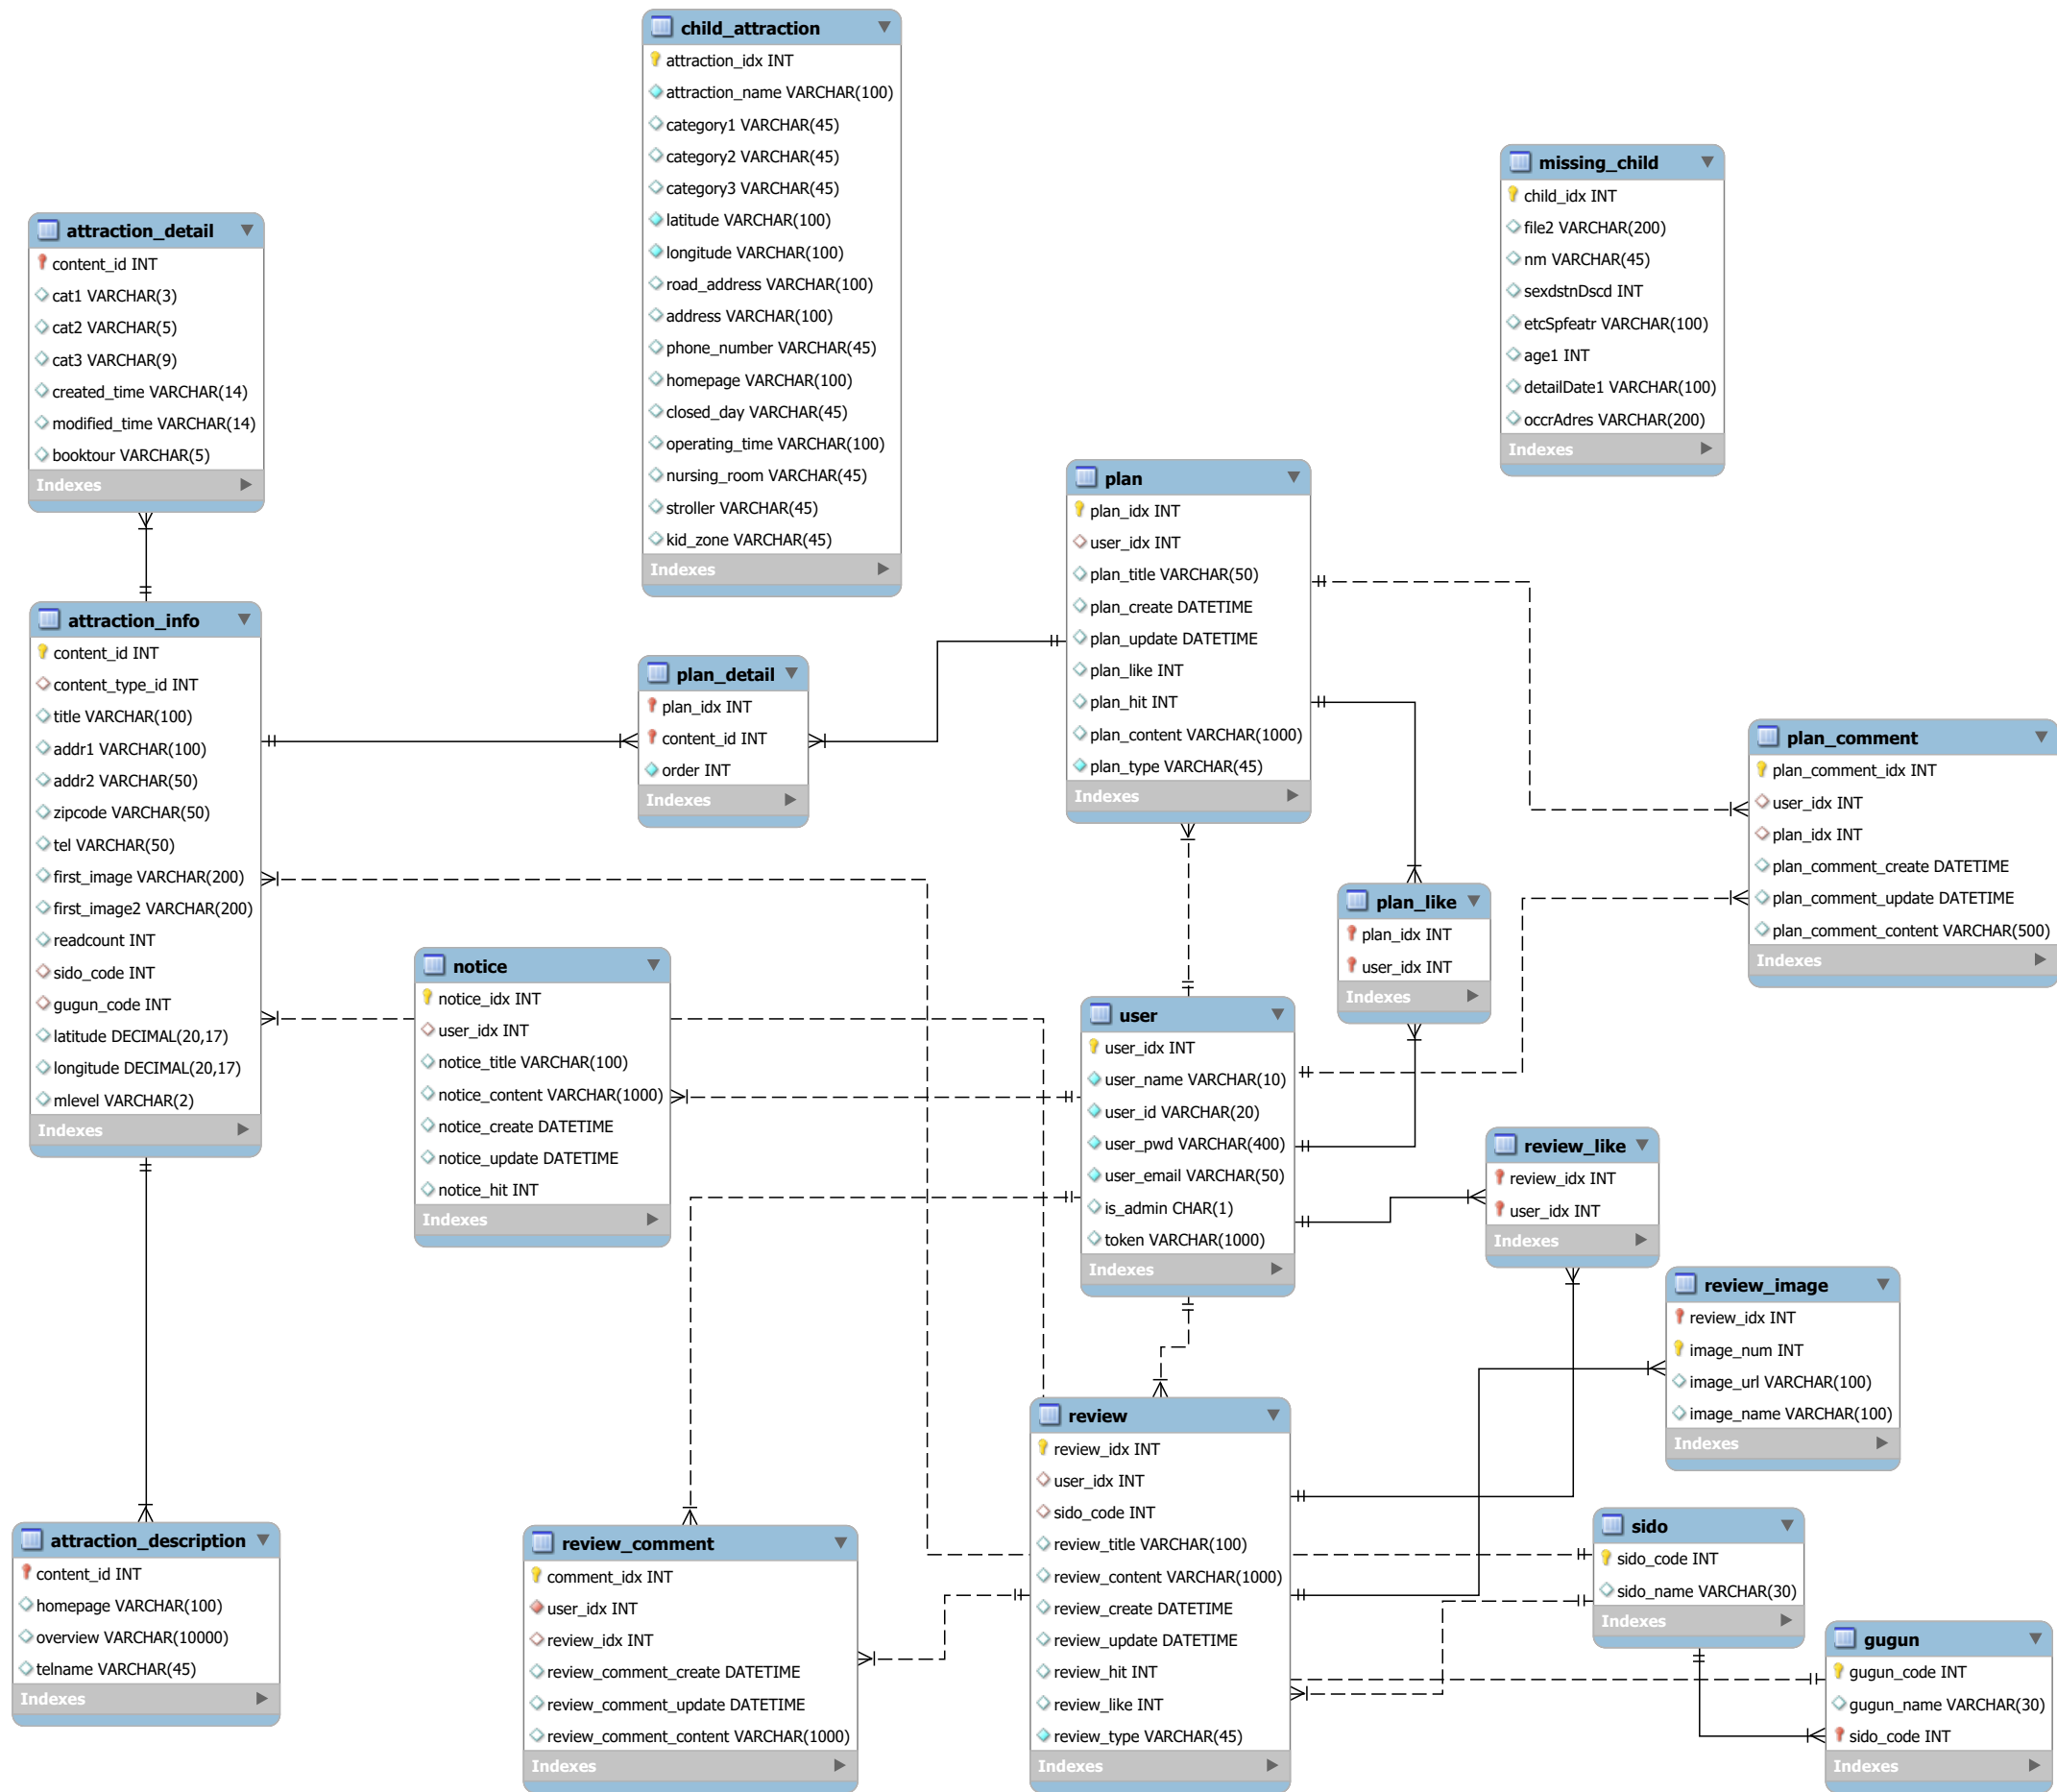 child_attraction
attraction_idx INT
attraction_name VARCHAR(100)
category1 VARCHAR(45)
category2 VARCHAR(45)
category3 VARCHAR(45)
latitude VARCHAR(100)
longitude VARCHAR(100)
road_address VARCHAR(100)
address VARCHAR(100)
phone_number VARCHAR(45)
homepage VARCHAR(100)
closed_day VARCHAR(45)
operating_time VARCHAR(100)
nursing_room VARCHAR(45)
stroller VARCHAR(45)
kid_zone VARCHAR(45)
Indexes
missing_child
child_idx INT
file2 VARCHAR(200)
nm VARCHAR(45)
sexdstnDscd INT
etcSpfeatr VARCHAR(100)
age1 INT
detailDate1 VARCHAR(100)
occrAdres VARCHAR(200)
Indexes
attraction_detail
content_id INT
cat1 VARCHAR(3)
cat2 VARCHAR(5)
cat3 VARCHAR(9)
created_time VARCHAR(14)
modified_time VARCHAR(14)
booktour VARCHAR(5)
Indexes
plan
plan_idx INT
user_idx INT
plan_title VARCHAR(50)
plan_create DATETIME
plan_update DATETIME
plan_like INT
plan_hit INT
plan_content VARCHAR(1000)
plan_type VARCHAR(45)
Indexes
attraction_info
content_id INT
content_type_id INT
title VARCHAR(100)
addr1 VARCHAR(100)
addr2 VARCHAR(50)
zipcode VARCHAR(50)
tel VARCHAR(50)
first_image VARCHAR(200)
first_image2 VARCHAR(200)
readcount INT
sido_code INT
gugun_code INT
latitude DECIMAL(20,17)
longitude DECIMAL(20,17)
mlevel VARCHAR(2)
Indexes
plan_detail
plan_idx INT
content_id INT
order INT
Indexes
plan_comment
plan_comment_idx INT
user_idx INT
plan_idx INT
plan_comment_create DATETIME
plan_comment_update DATETIME
plan_comment_content VARCHAR(500)
Indexes
plan_like
plan_idx INT
user_idx INT
Indexes
notice
notice_idx INT
user_idx INT
notice_title VARCHAR(100)
notice_content VARCHAR(1000)
notice_create DATETIME
notice_update DATETIME
notice_hit INT
Indexes
user
user_idx INT
user_name VARCHAR(10)
user_id VARCHAR(20)
user_pwd VARCHAR(400)
user_email VARCHAR(50)
is_admin CHAR(1)
token VARCHAR(1000)
Indexes
review_like
review_idx INT
user_idx INT
Indexes
review_image
review_idx INT
image_num INT
image_url VARCHAR(100)
image_name VARCHAR(100)
Indexes
review
review_idx INT
user_idx INT
sido_code INT
review_title VARCHAR(100)
review_content VARCHAR(1000)
review_create DATETIME
review_update DATETIME
review_hit INT
review_like INT
review_type VARCHAR(45)
Indexes
attraction_description
content_id INT
homepage VARCHAR(100)
overview VARCHAR(10000)
telname VARCHAR(45)
Indexes
review_comment
comment_idx INT
user_idx INT
review_idx INT
review_comment_create DATETIME
review_comment_update DATETIME
review_comment_content VARCHAR(1000)
Indexes
sido
sido_code INT
sido_name VARCHAR(30)
Indexes
gugun
gugun_code INT
gugun_name VARCHAR(30)
sido_code INT
Indexes